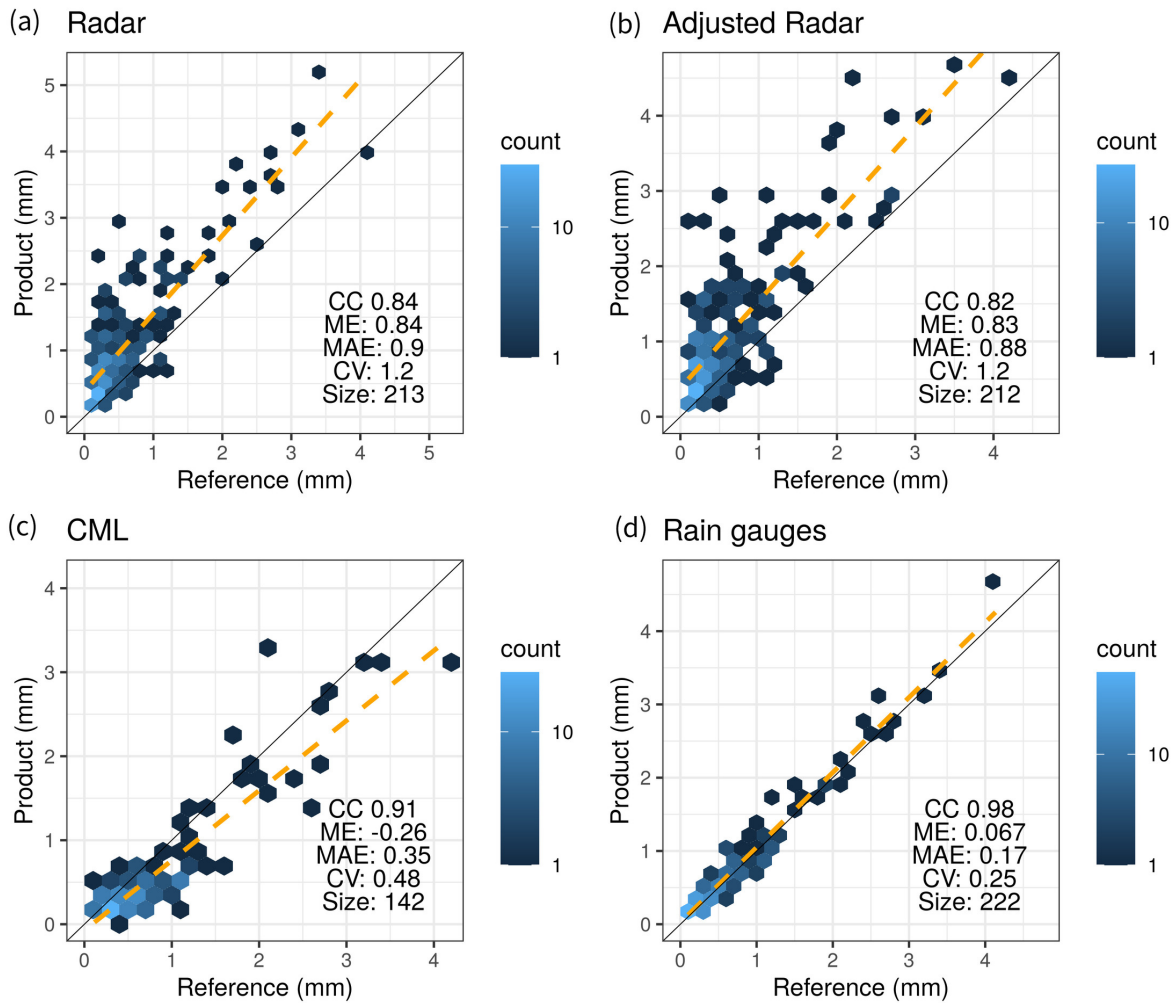 (a) Radar
5
4
3
2
1
0
Product (mm)
CC 0.84
ME: 0.84
MAE: 0.9
CV: 1.2
Size: 213
0 1 2 3 4 5
Reference (mm)
count
10
1
(b) Adjusted Radar
4
3
2
1
0
Product (mm)
CC 0.82
ME: 0.83
MAE: 0.88
CV: 1.2
Size: 212
0 1 2 3 4
Reference (mm)
count
10
1
(c) CML
4
3
2
1
0
Product (mm)
CC 0.91
ME: -0.26
MAE: 0.35
CV: 0.48
Size: 142
0 1 2 3 4
Reference (mm)
count
10
1
(d) Rain gauges
4
3
2
1
0
Product (mm)
CC 0.98
ME: 0.067
MAE: 0.17
CV: 0.25
Size: 222
0 1 2 3 4
Reference (mm)
count
10
1